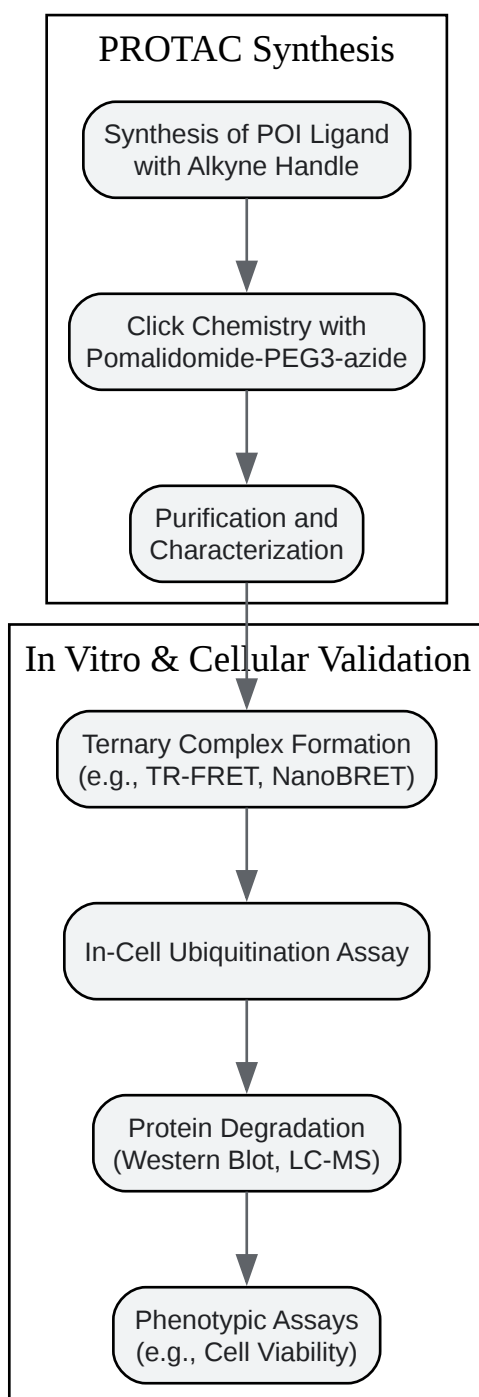 PROTAC Synthesis
Synthesis of POI Ligand
with Alkyne Handle
Click Chemistry with
Pomalidomide-PEG3-azide
Purification and
Characterization
In Vitro & Cellular Validation
Ternary Complex Formation
(e.g., TR-FRET, NanoBRET)
In-Cell Ubiquitination Assay
Protein Degradation
(Western Blot, LC-MS)
Phenotypic Assays
(e.g., Cell Viability)